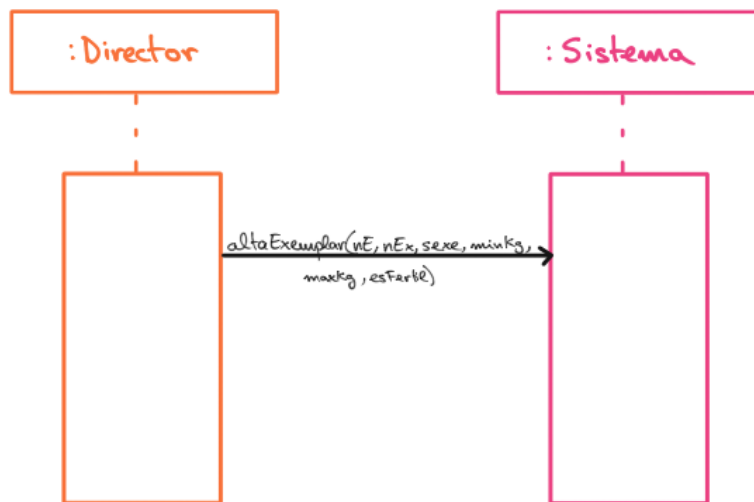 :Director
:Sistema
altaExemplar(nE, nEx, sexe, minKg,
maxKg, esFertil)